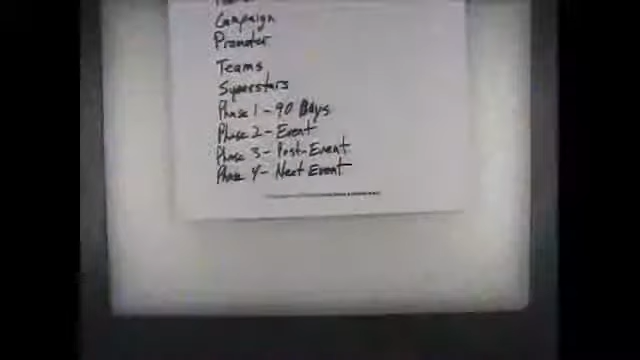 Campaign
Promoter
Teams
Superstars
Phase 1 - 90 Days
Phase 2 - Event
Phase 3 - Post-Event
Phase 4 - Next Event